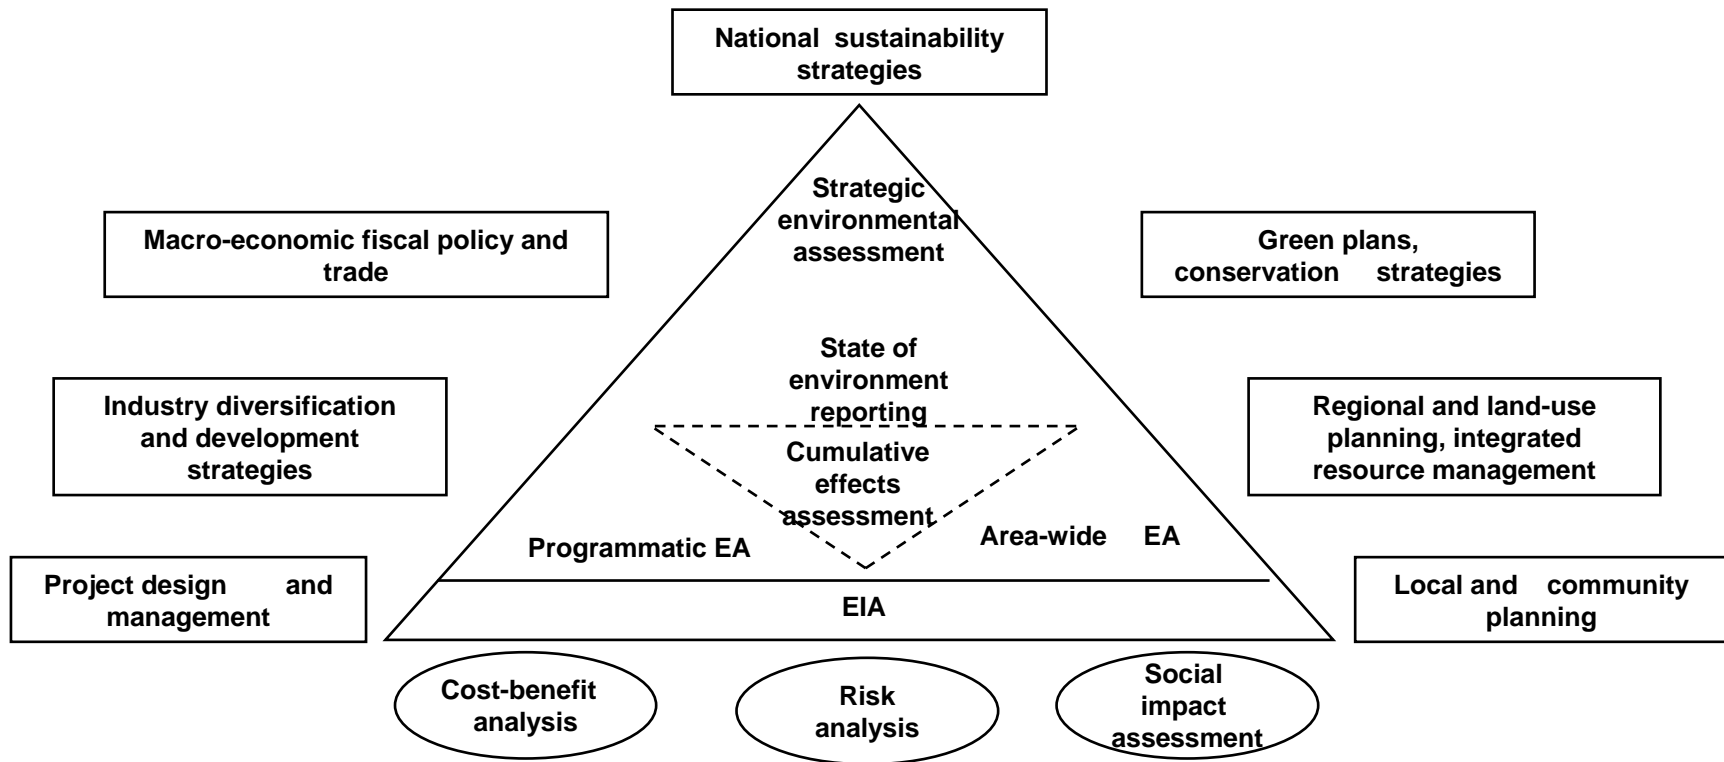 National sustainability
strategies
Strategic
environmental
assessment
Macro-economic fiscal policy and
trade
Green plans,
conservation strategies
State of
environment
reporting
Industry diversification
and development
strategies
Regional and land-use
planning, integrated
resource management
Cumulative
effects
assessment
Programmatic EA
Area-wide EA
Project design and
management
EIA
Local and community
planning
Cost-benefit
analysis
Risk
analysis
Social
impact
assessment